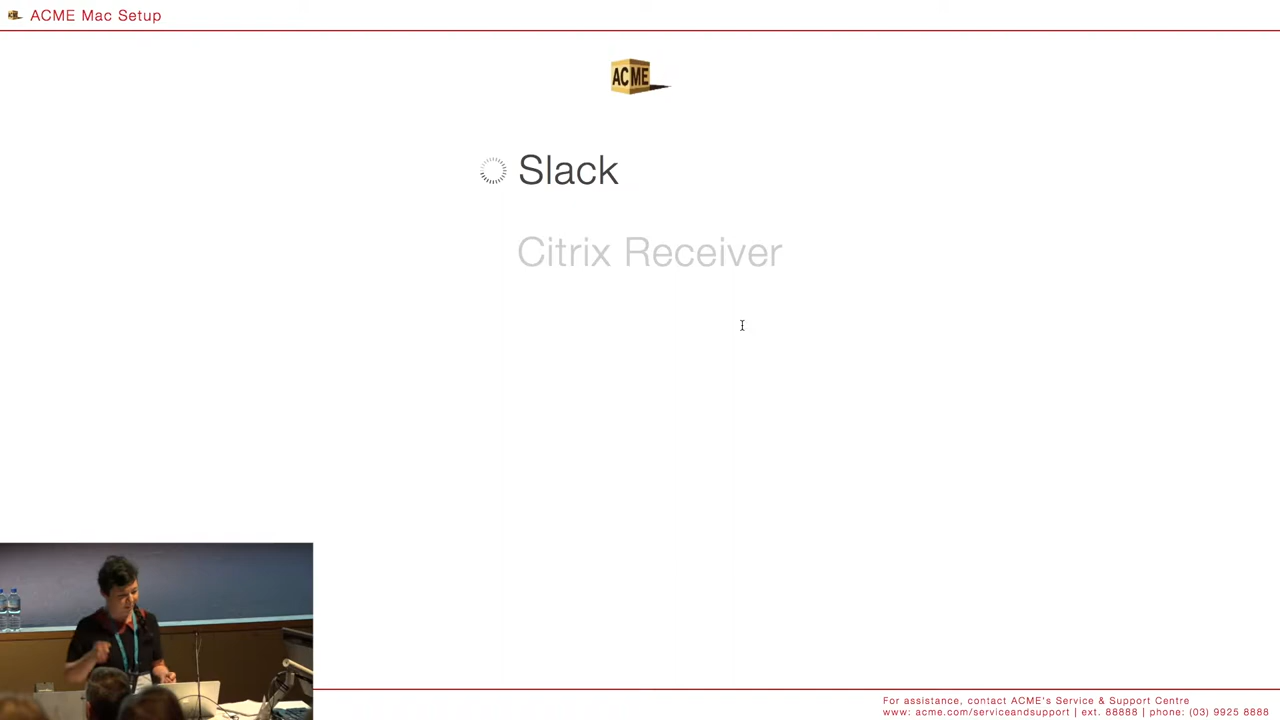 ACME Mac Setup
ACME
Slack
Citrix Receiver
For assistance, contact ACME's Service & Support Centre
www: acme.com/serviceandsupport | ext. 88888 | phone: (03) 9925 8888